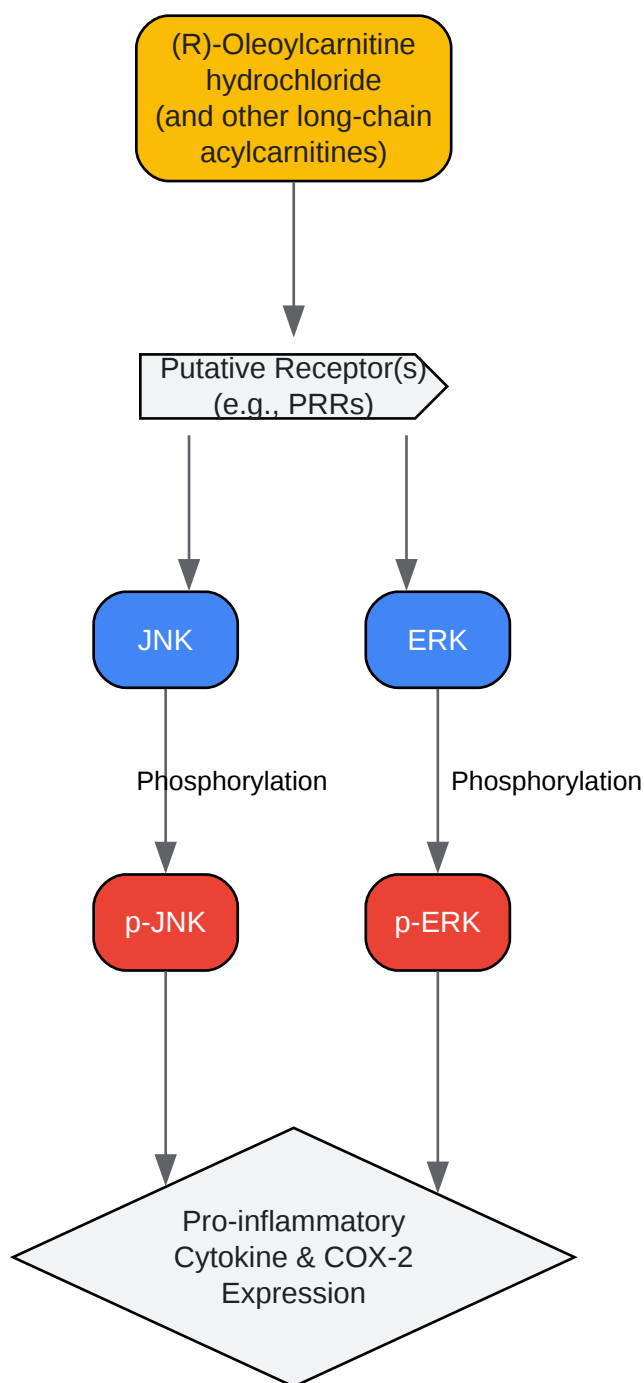 (R)-Oleoylcarnitine
hydrochloride
(and other long-chain
acylcarnitines)
Putative Receptor(s)
(e.g., PRRs)
JNK
ERK
Phosphorylation
Phosphorylation
p-JNK
p-ERK
Pro-inflammatory
Cytokine & COX-2
Expression